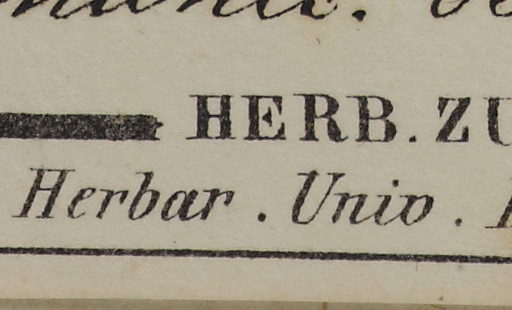 HERB. ZU
Herbar. Univ.